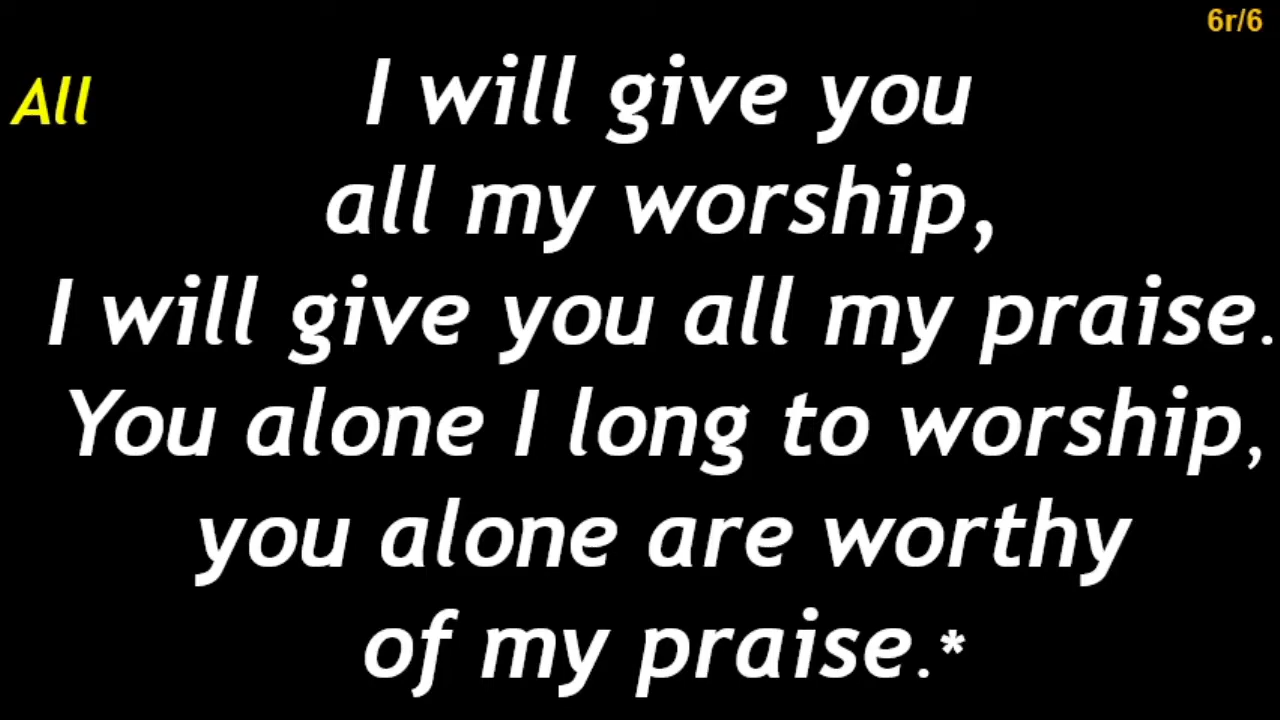 6r/6
All I will give you
all my worship,
I will give you all my praise.
You alone I long to worship,
you alone are worthy
of my praise.*